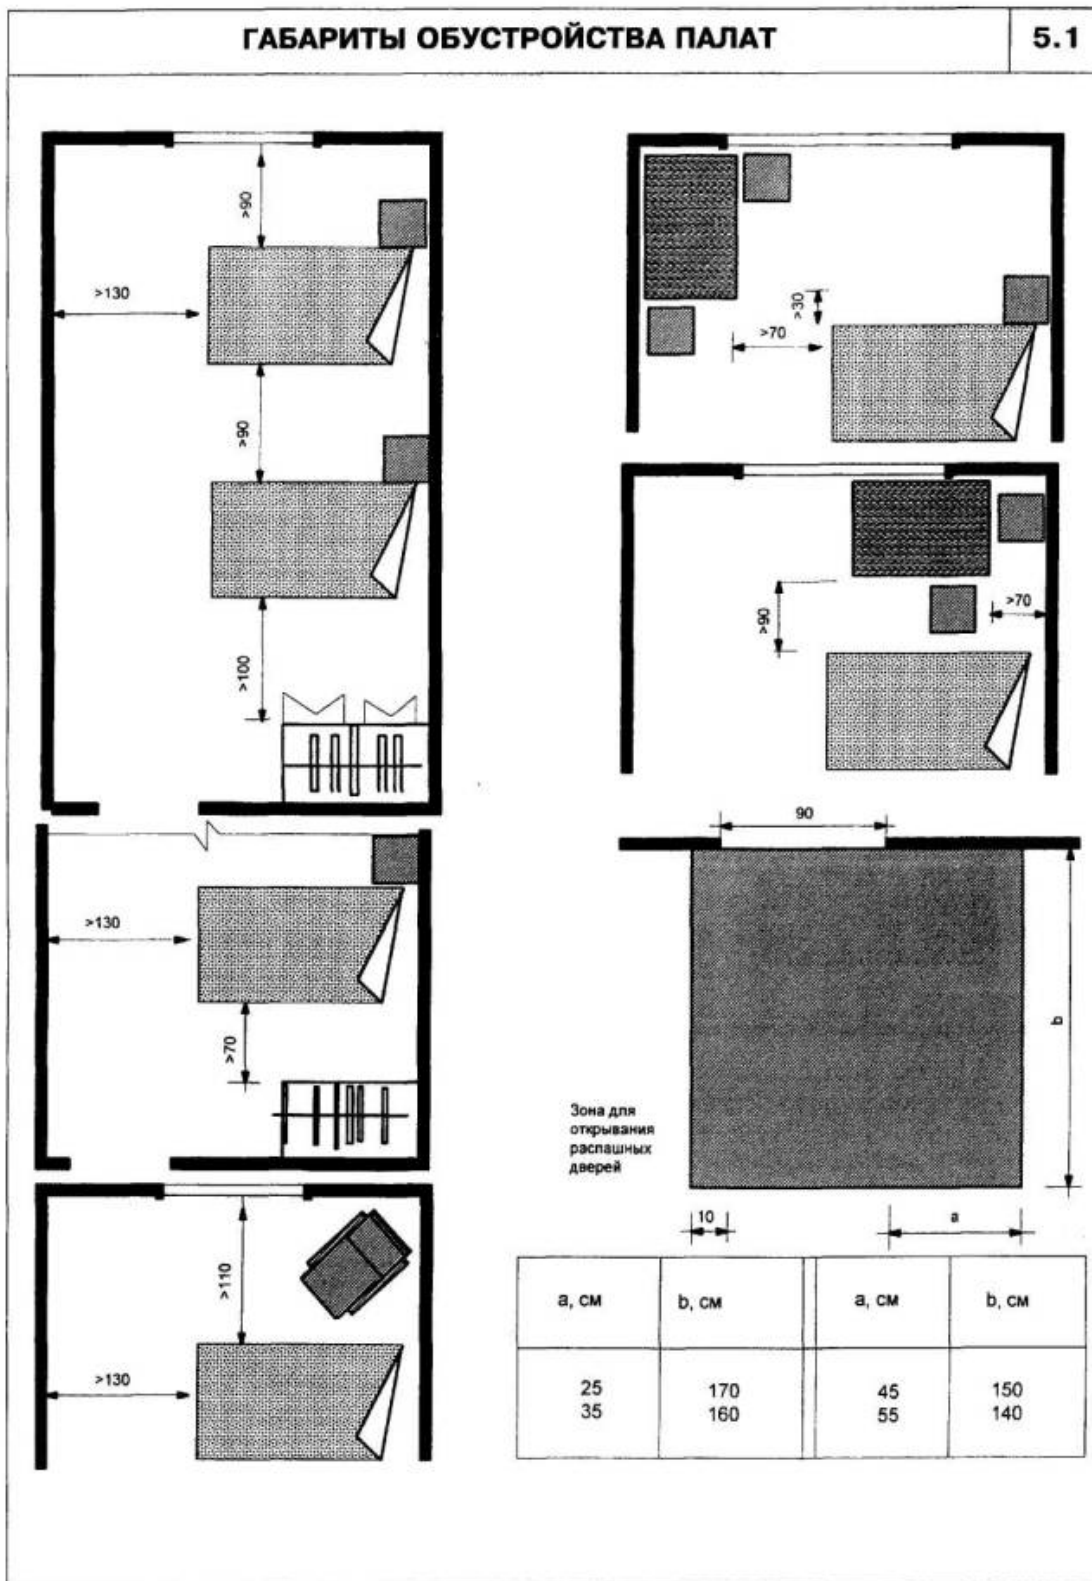 ГАБАРИТЫ ОБУСТРОЙСТВА ПАЛАТ
5.1
>90
>130
>90
>100
>130
>70
>110
>130
>30
>70
>90
>70
90
b
Зона для
открывания
распашных
дверей
10
a
a, см b, см a, см b, см
25 170 45 150
35 160 55 140